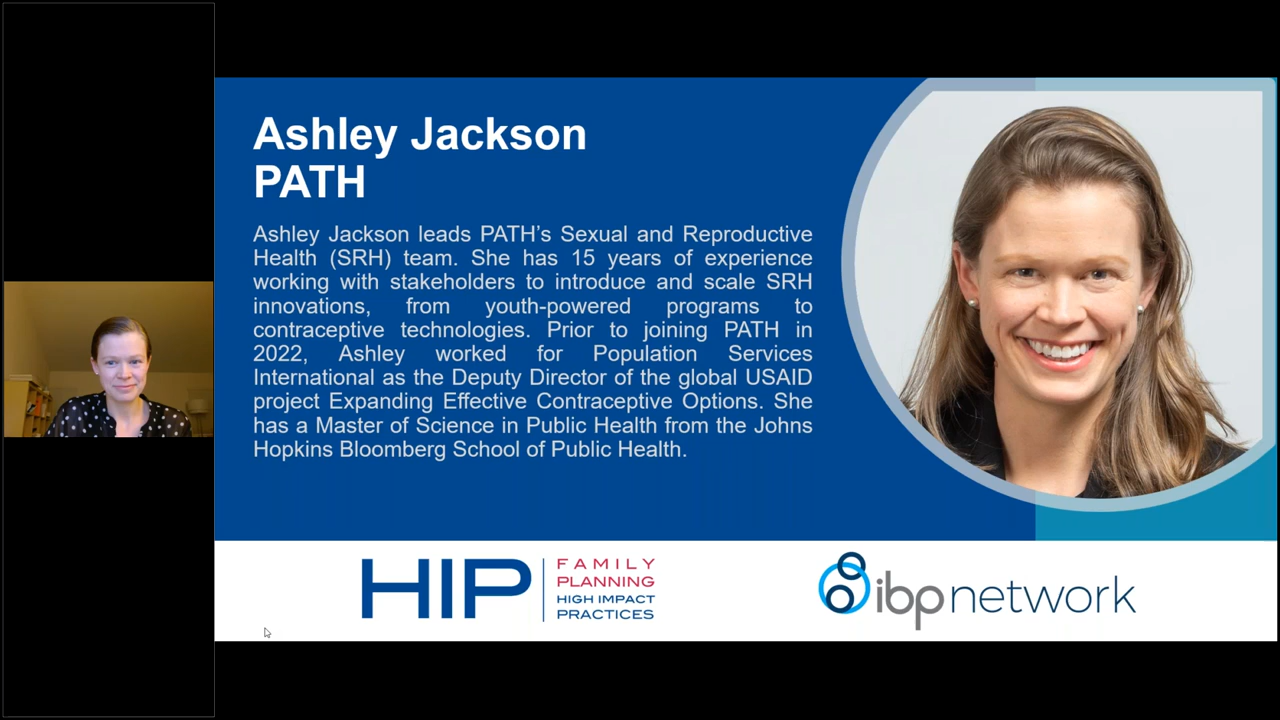 Ashley Jackson
PATH
Ashley Jackson leads PATH’s Sexual and Reproductive
Health (SRH) team. She has 15 years of experience
working with stakeholders to introduce and scale SRH
innovations, from youth-powered programs to
contraceptive technologies. Prior to joining PATH in
2022, Ashley worked for Population Services
International as the Deputy Director of the global USAID
project Expanding Effective Contraceptive Options. She
has a Master of Science in Public Health from the Johns
Hopkins Bloomberg School of Public Health.
HIP
FAMILY
PLANNING
HIGH IMPACT
PRACTICES
ibpnetwork